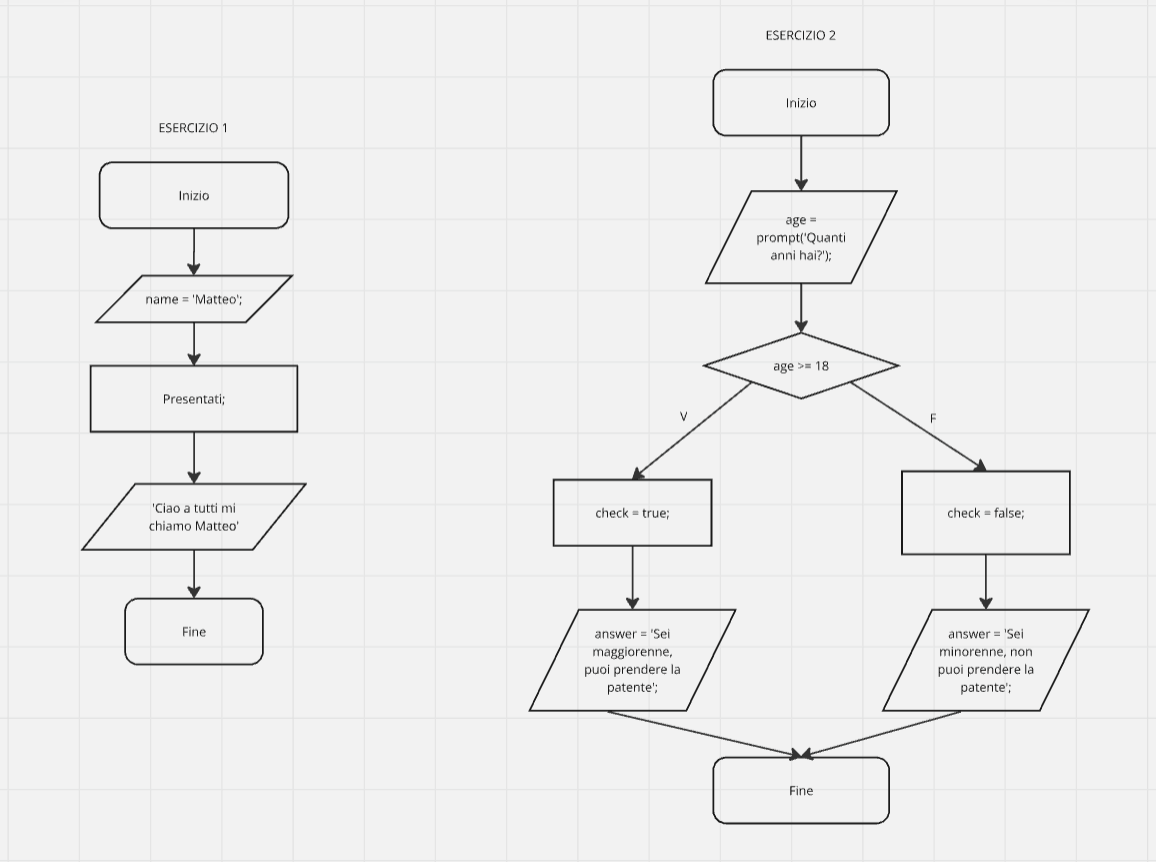 ESERCIZIO 1
Inizio
name = 'Matteo';
Presentati;
'Ciao a tutti mi
chiamo Matteo'
Fine
ESERCIZIO 2
Inizio
age =
prompt('Quanti
anni hai?');
age >= 18
V
F
check = true;
check = false;
answer = 'Sei
maggiorenne,
puoi prendere la
patente';
answer = 'Sei
minorenne, non
puoi prendere la
patente';
Fine